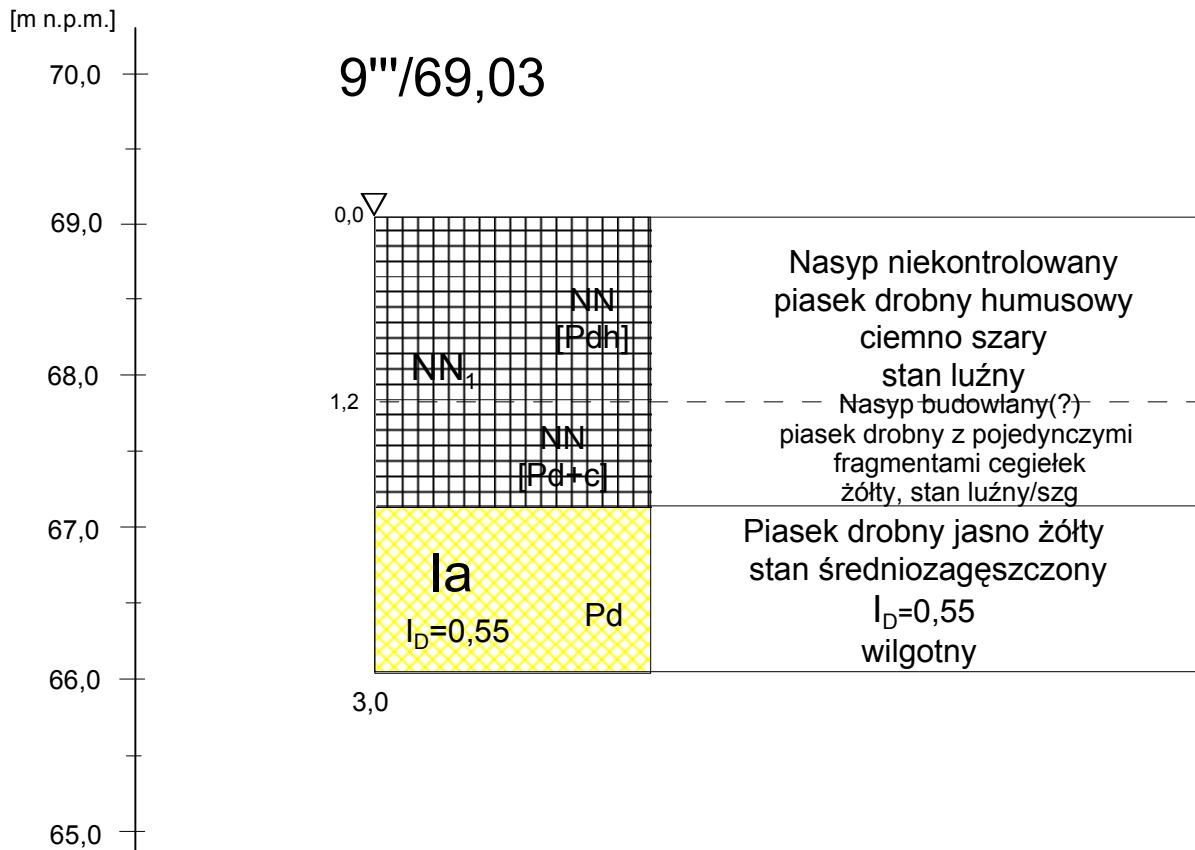 [m n.p.m.]
70,0
9'''/69,03
69,0
0,0
Nasyp niekontrolowany
NN
piasek drobny humusowy
[Pdh]
ciemno szary
NN1
68,0
stan luźny
1,2
Nasyp budowlany(?)
NN
piasek drobny z pojedynczymi
[Pd+c]
fragmentami cegiełek
żółty, stan luźny/szg
67,0
Piasek drobny jasno żółty
Ia
stan średniozagęszczony
Pd
ID=0,55
ID=0,55
wilgotny
66,0
3,0
65,0